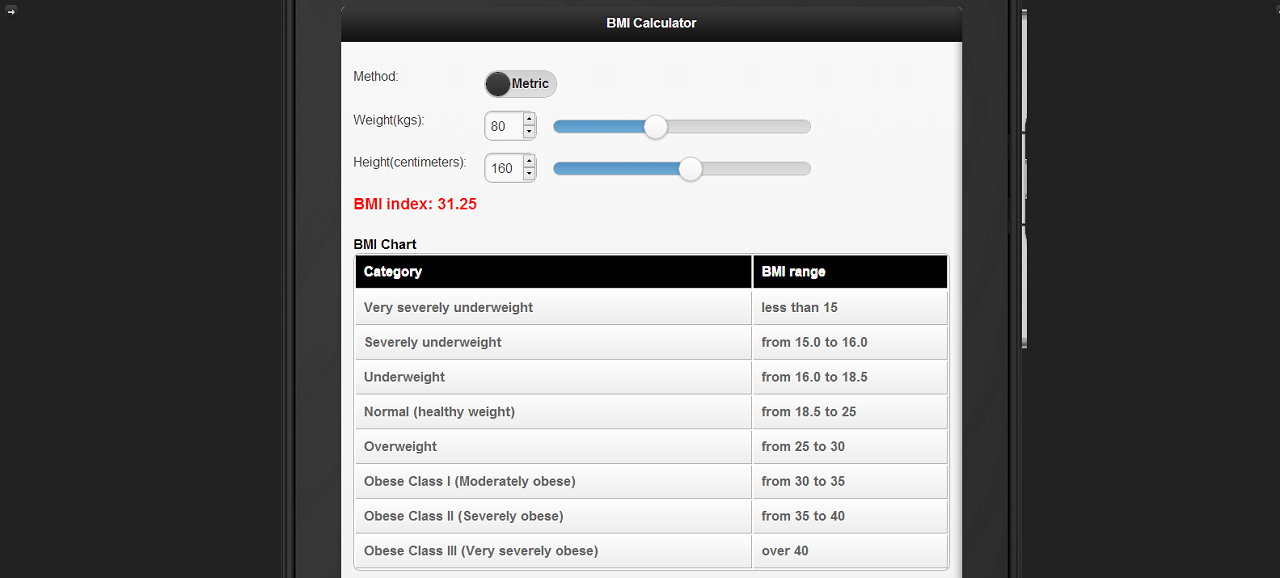 BMI Calculator
Method: Metric
Weight(kgs): 80
Height(centimeters): 160
BMI index: 31.25
BMI Chart
Category BMI range
Very severely underweight less than 15
Severely underweight from 15.0 to 16.0
Underweight from 16.0 to 18.5
Normal (healthy weight) from 18.5 to 25
Overweight from 25 to 30
Obese Class I (Moderately obese) from 30 to 35
Obese Class II (Severely obese) from 35 to 40
Obese Class III (Very severely obese) over 40